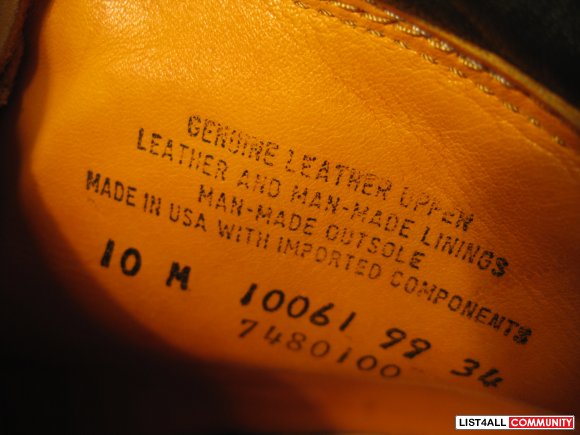 GENUINE LEATHER UPPER
LEATHER AND MAN-MADE LININGS
MAN-MADE OUTSOLE
MADE IN USA WITH IMPORTED COMPONENTS
10 M 10061 99 34
7480100
LIST4ALL COMMUNITY